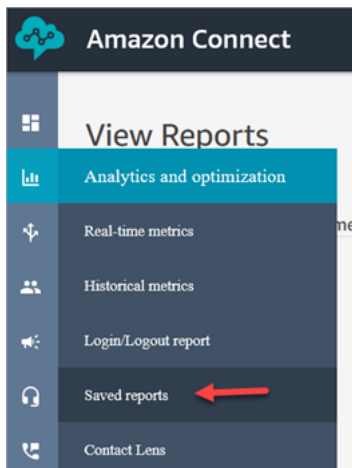 Amazon Connect
View Reports
Analytics and optimization
Real-time metrics
Historical metrics
Login/Logout report
Saved reports
Contact Lens